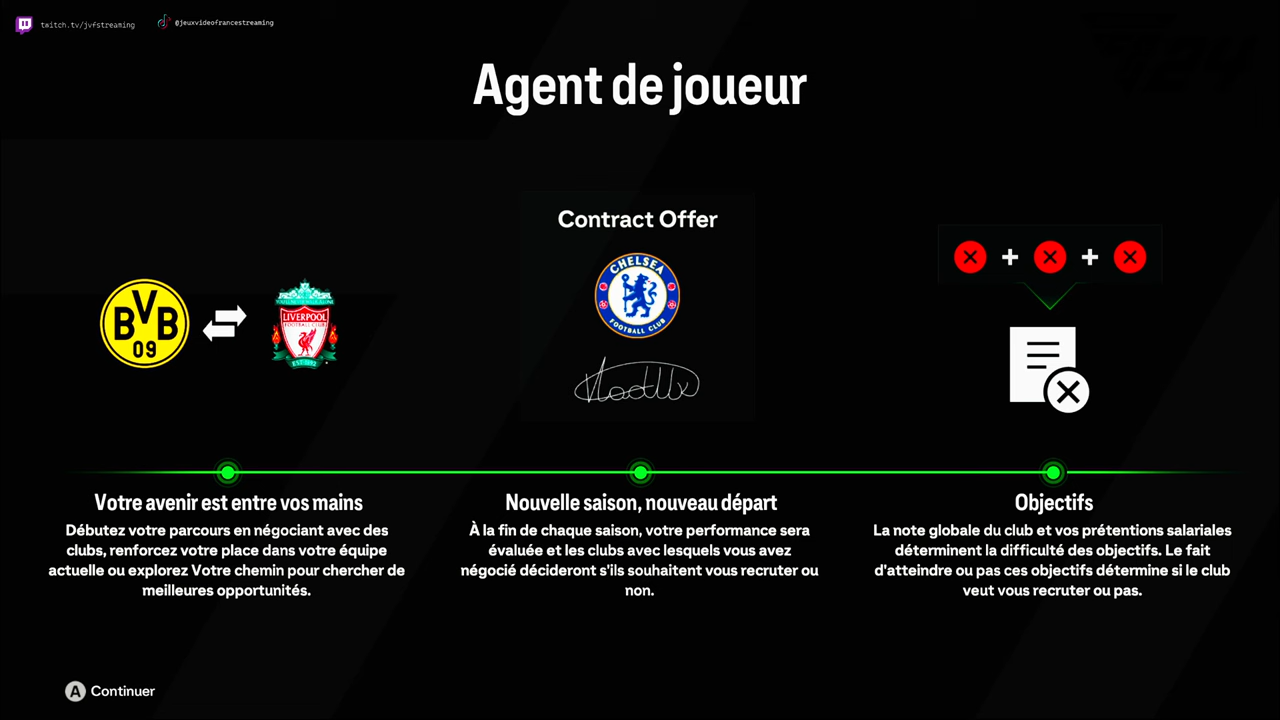 twitch.tv/jvfstreaming
@jeuxvideofrancestreaming
24
Agent de joueur
Contract Offer
CHELSEA
FOOTBALL CLUB
BVB
09
LIVERPOOL
FOOTBALL CLUB
EST·1892
Votre avenir est entre vos mains
Débutez votre parcours en négociant avec des
clubs, renforcez votre place dans votre équipe
actuelle ou explorez Votre chemin pour chercher de
meilleures opportunités.
Nouvelle saison, nouveau départ
À la fin de chaque saison, votre performance sera
évaluée et les clubs avec lesquels vous avez
négocié décideront s'ils souhaitent vous recruter ou
non.
Objectifs
La note globale du club et vos prétentions salariales
déterminent la difficulté des objectifs. Le fait
d'atteindre ou pas ces objectifs détermine si le club
veut vous recruter ou pas.
A Continuer